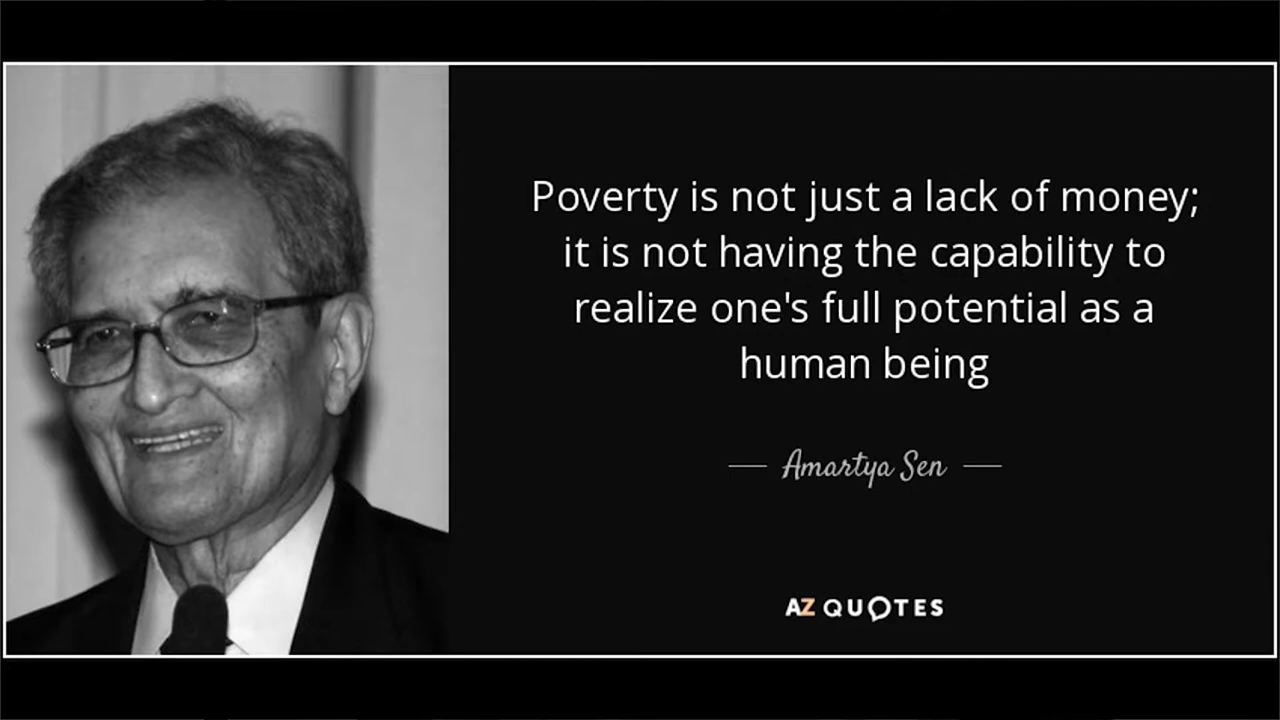 Poverty is not just a lack of money;
it is not having the capability to
realize one's full potential as a
human being
Amartya Sen
AZ QUOTES